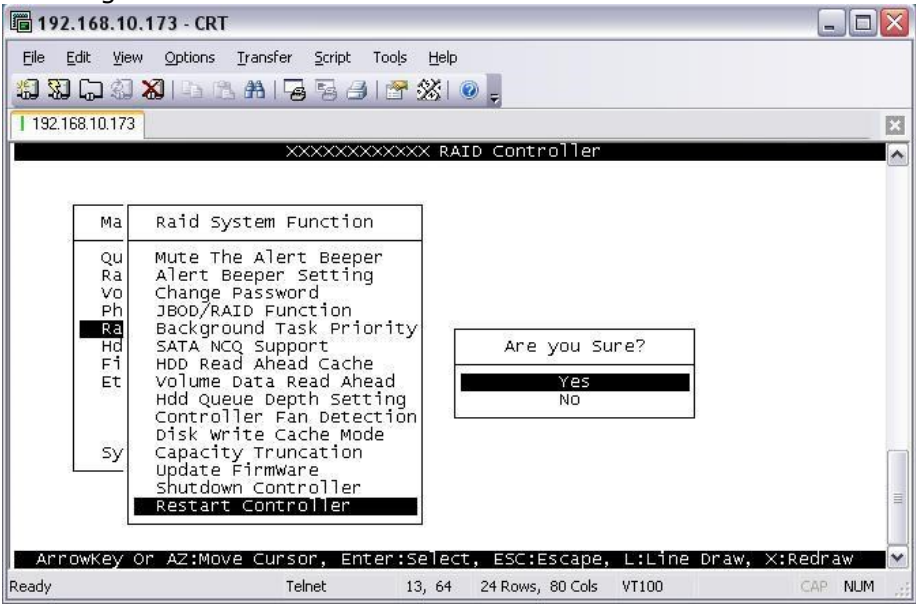 192.168.10.173 - CRT
File Edit View Options Transfer Script Tools Help
192.168.10.173
XXXXXXXXXXXX RAID Controller
Ma
Raid System Function
Qu
Mute The Alert Beeper
Ra
Alert Beeper Setting
Vo
Change Password
Ph
JBOD/RAID Function
Ra
Background Task Priority
Hd
SATA NCQ Support
Fi
HDD Read Ahead Cache
Et
Volume Data Read Ahead
Hdd Queue Depth Setting
Controller Fan Detection
Disk Write Cache Mode
Sy
Capacity Truncation
Update FirmWare
Shutdown Controller
Restart Controller
Are you Sure?
Yes
No
ArrowKey Or AZ:Move Cursor, Enter:Select, ESC:Escape, L:Line Draw, X:Redraw
Ready Telnet 13, 64 24 Rows, 80 Cols VT100 CAP NUM